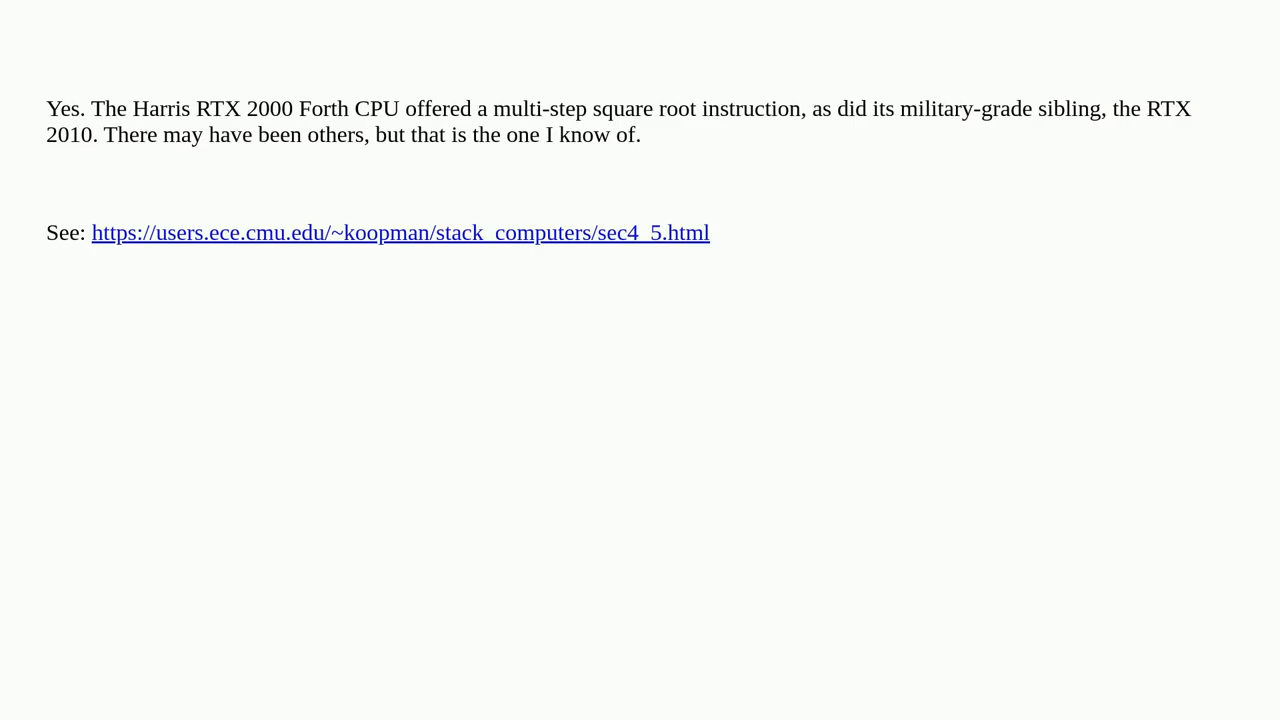 Yes. The Harris RTX 2000 Forth CPU offered a multi-step square root instruction, as did its military-grade sibling, the RTX
2010. There may have been others, but that is the one I know of.
See: https://users.ece.cmu.edu/~koopman/stack_computers/sec4_5.html